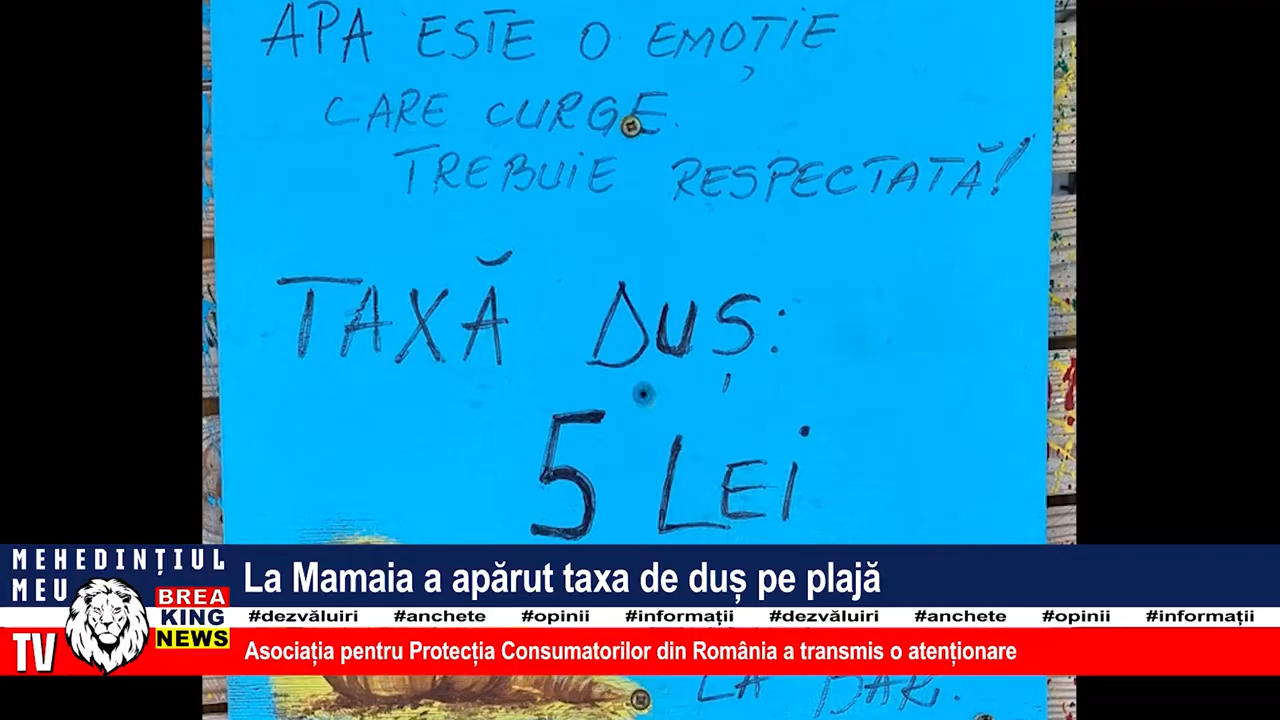 APA ESTE O EMOȚIE
CARE CURGE.
TREBUIE RESPECTATĂ!
TAXĂ DUȘ:
5 LEI
MEHEDINȚIUL
MEU
TV
BREA
KING
NEWS
La Mamaia a apărut taxa de duș pe plajă
#dezvăluiri #anchete #opinii #informații #dezvăluiri #anchete #opinii #informații
Asociația pentru Protecția Consumatorilor din România a transmis o atenționare
LA BAR.